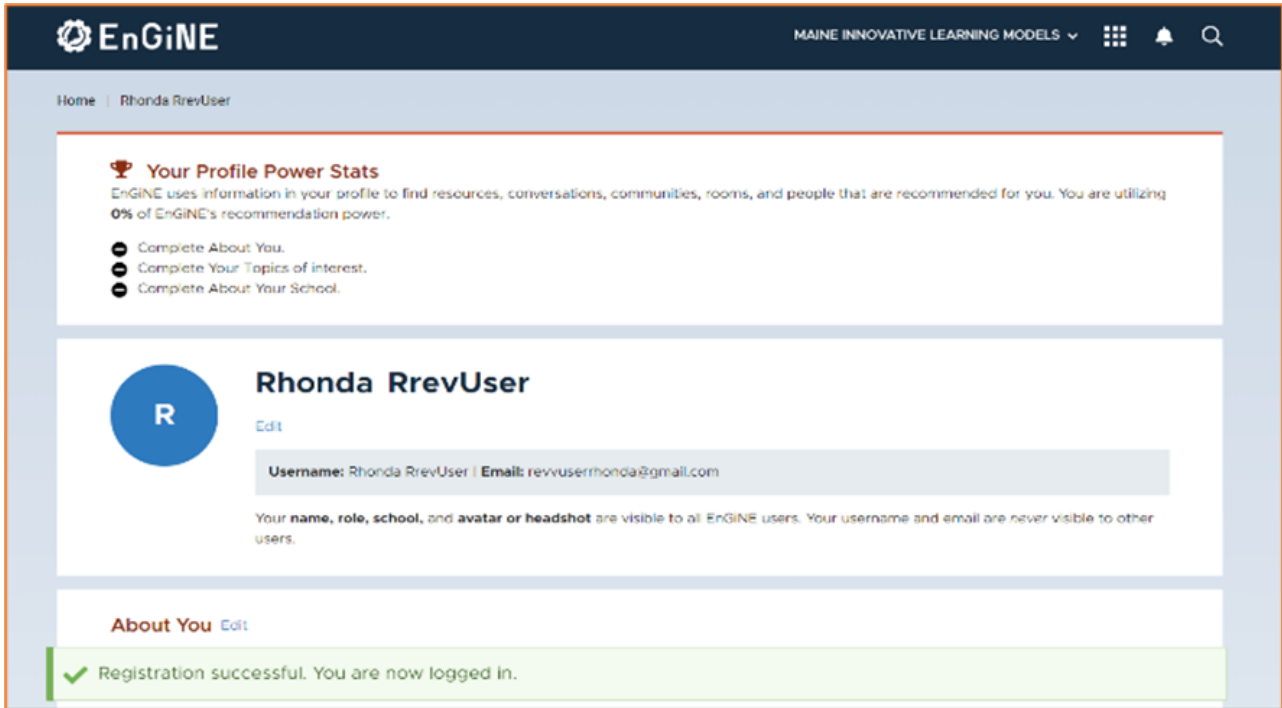 EnGiNE
MAINE INNOVATIVE LEARNING MODELS
Home | Rhonda RrevUser
Your Profile Power Stats
EnGiNE uses information in your profile to find resources, conversations, communities, rooms, and people that are recommended for you. You are utilizing
0% of EnGiNE's recommendation power.
Complete About You.
Complete Your Topics of interest.
Complete About Your School.
R
Rhonda RrevUser
Edit
Username: Rhonda RrevUser | Email: revvuserrhonda@gmail.com
Your name, role, school, and avatar or headshot are visible to all EnGiNE users. Your username and email are never visible to other
users.
About You Edit
Registration successful. You are now logged in.